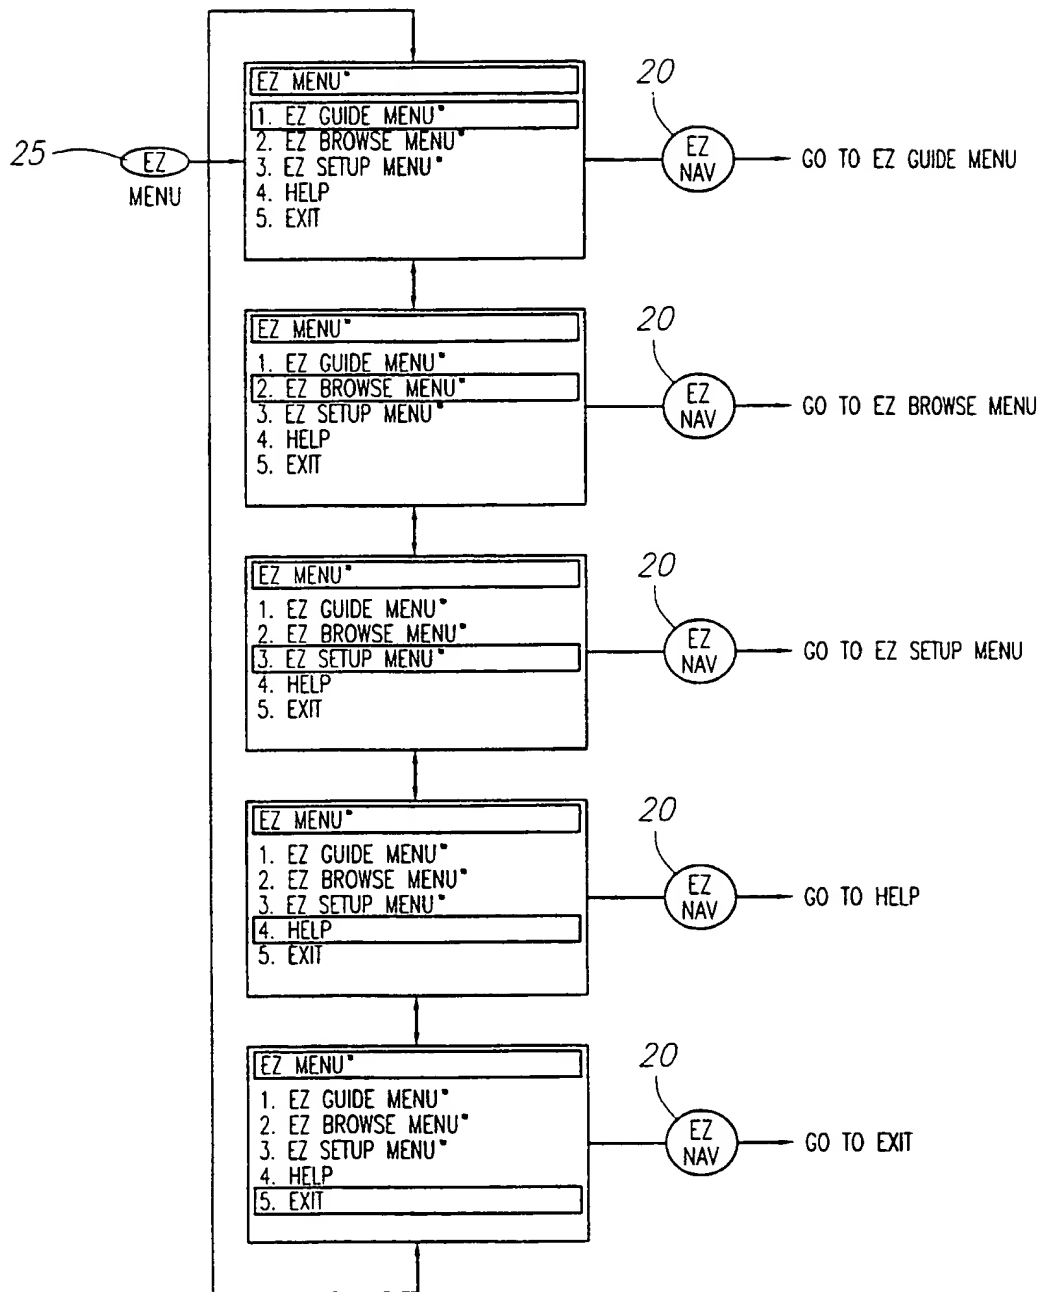 20
EZ MENU
1. EZ GUIDE MENU
2. EZ BROWSE MENU
3. EZ SETUP MENU
4. HELP
5. EXIT
25
EZ
MENU
EZ
NAV
GO TO EZ GUIDE MENU
20
EZ MENU
1. EZ GUIDE MENU
2. EZ BROWSE MENU
3. EZ SETUP MENU
4. HELP
5. EXIT
EZ
NAV
GO TO EZ BROWSE MENU
20
EZ MENU
1. EZ GUIDE MENU
2. EZ BROWSE MENU
3. EZ SETUP MENU
4. HELP
5. EXIT
EZ
NAV
GO TO EZ SETUP MENU
20
EZ MENU
1. EZ GUIDE MENU
2. EZ BROWSE MENU
3. EZ SETUP MENU
4. HELP
5. EXIT
EZ
NAV
GO TO HELP
20
EZ MENU
1. EZ GUIDE MENU
2. EZ BROWSE MENU
3. EZ SETUP MENU
4. HELP
5. EXIT
EZ
NAV
GO TO EXIT